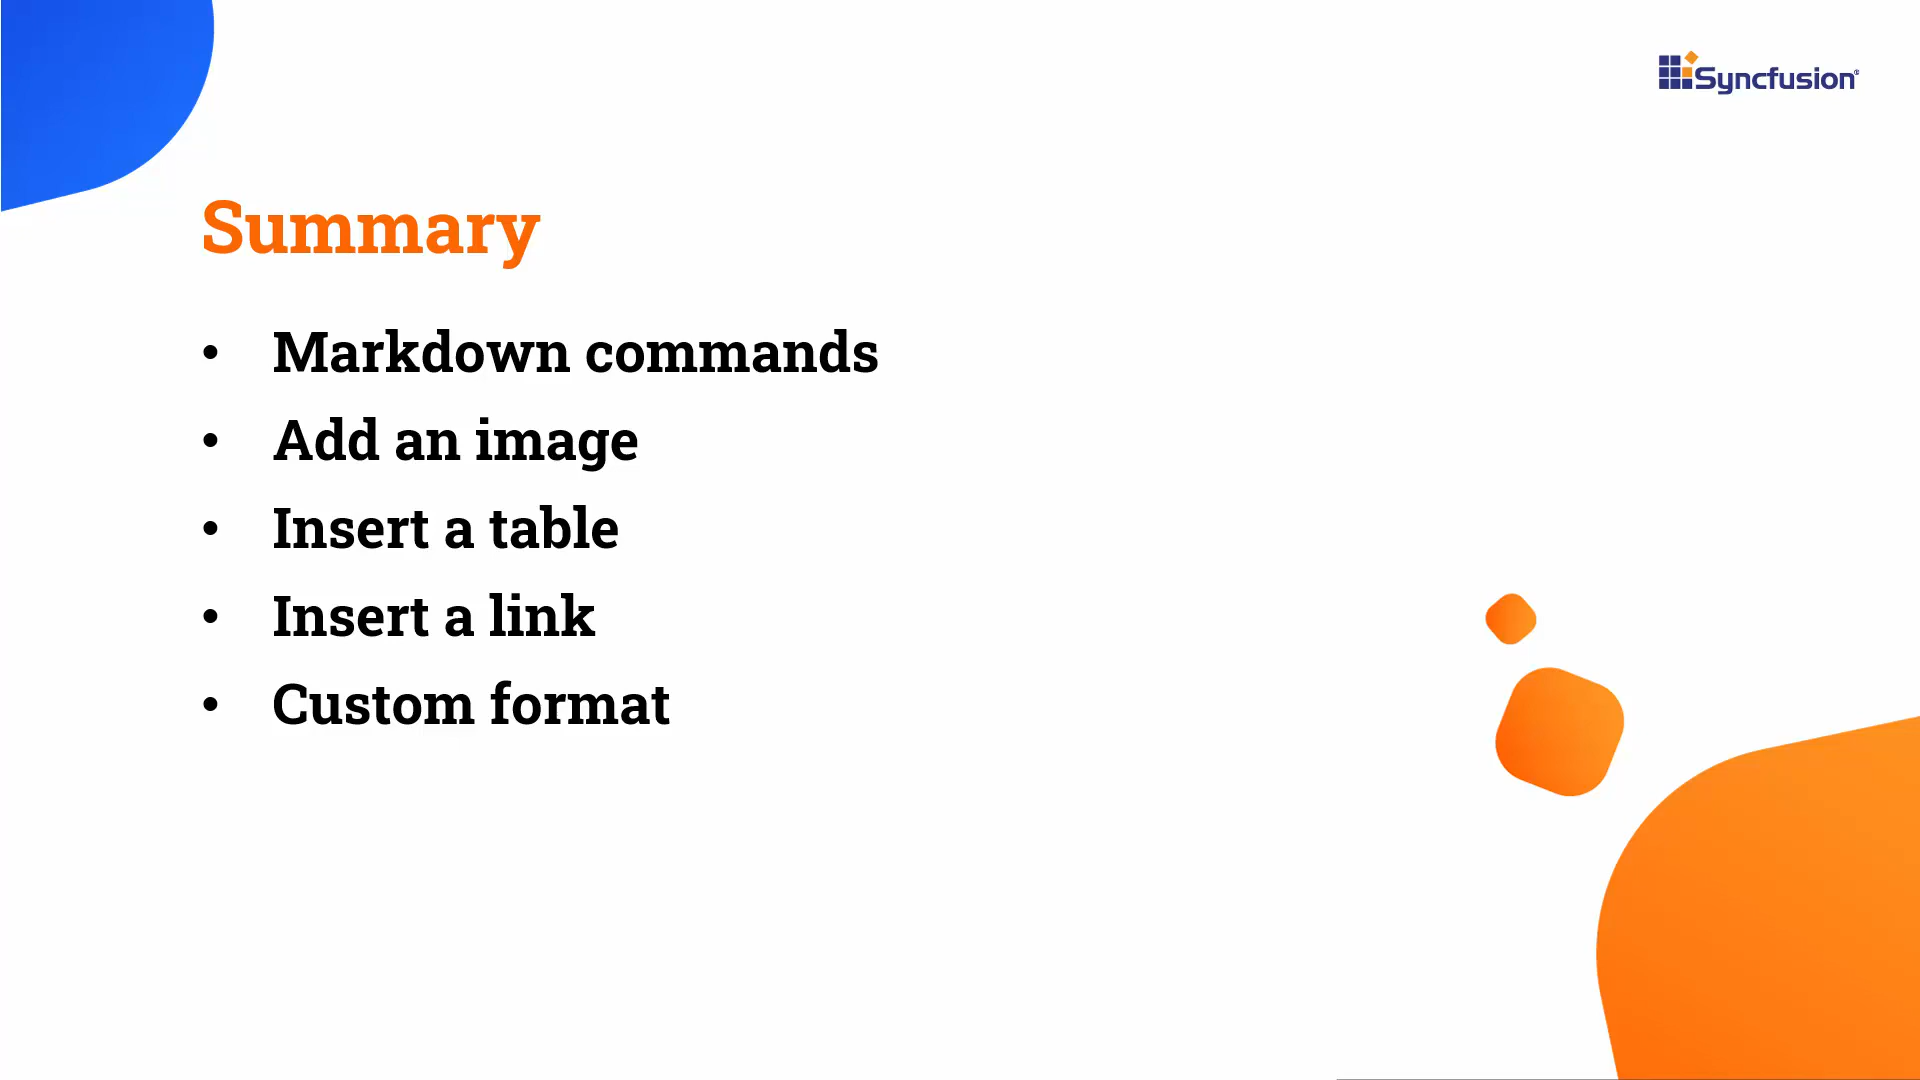 Syncfusion®
Summary
• Markdown commands
• Add an image
• Insert a table
• Insert a link
• Custom format